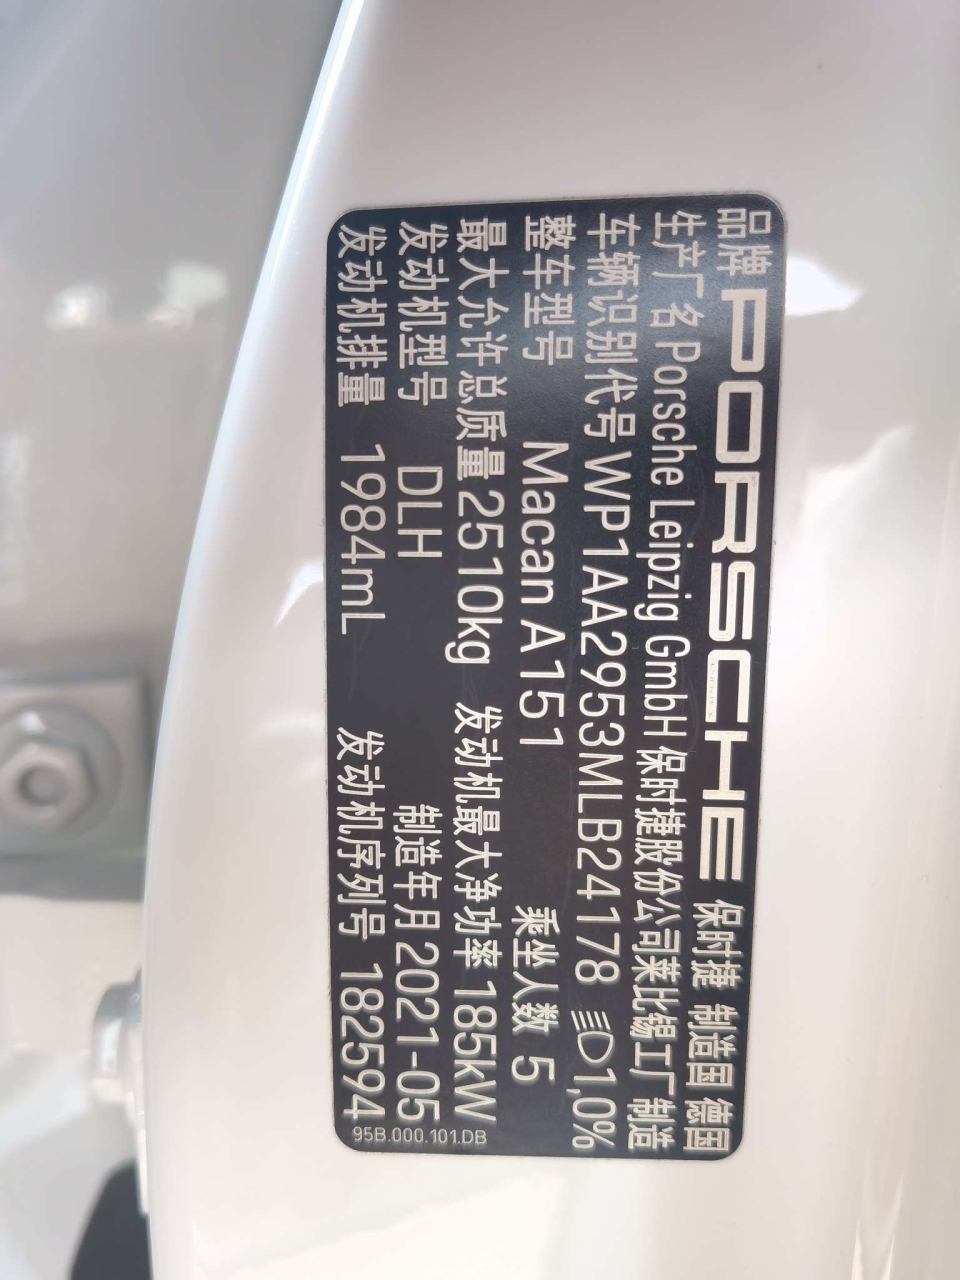 品牌 PORSCHE 保时捷 制造国 德国
生产厂名 Porsche Leipzig GmbH 保时捷股份公司莱比锡工厂制造
车辆识别代号 WP1AA2953MLB24178 1,0%
整车型号 Macan A151 乘坐人数 5
最大允许总质量 2510kg 发动机最大净功率 185kW
发动机型号 DLH 制造年月 2021-05
发动机排量 1984mL 发动机序列号 182594
95B.000.101.DB